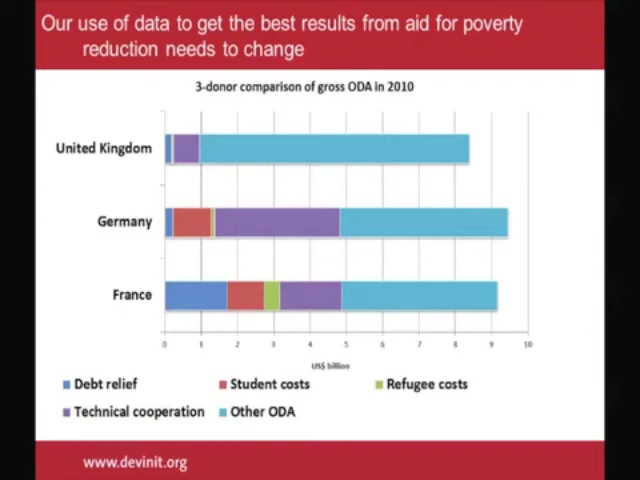 Our use of data to get the best results from aid for poverty
reduction needs to change
3-donor comparison of gross ODA in 2010
United Kingdom
Germany
France
0 1 2 3 4 5 6 7 8 9 10
US$ billion
Debt relief Student costs Refugee costs
Technical cooperation Other ODA
www.devinit.org